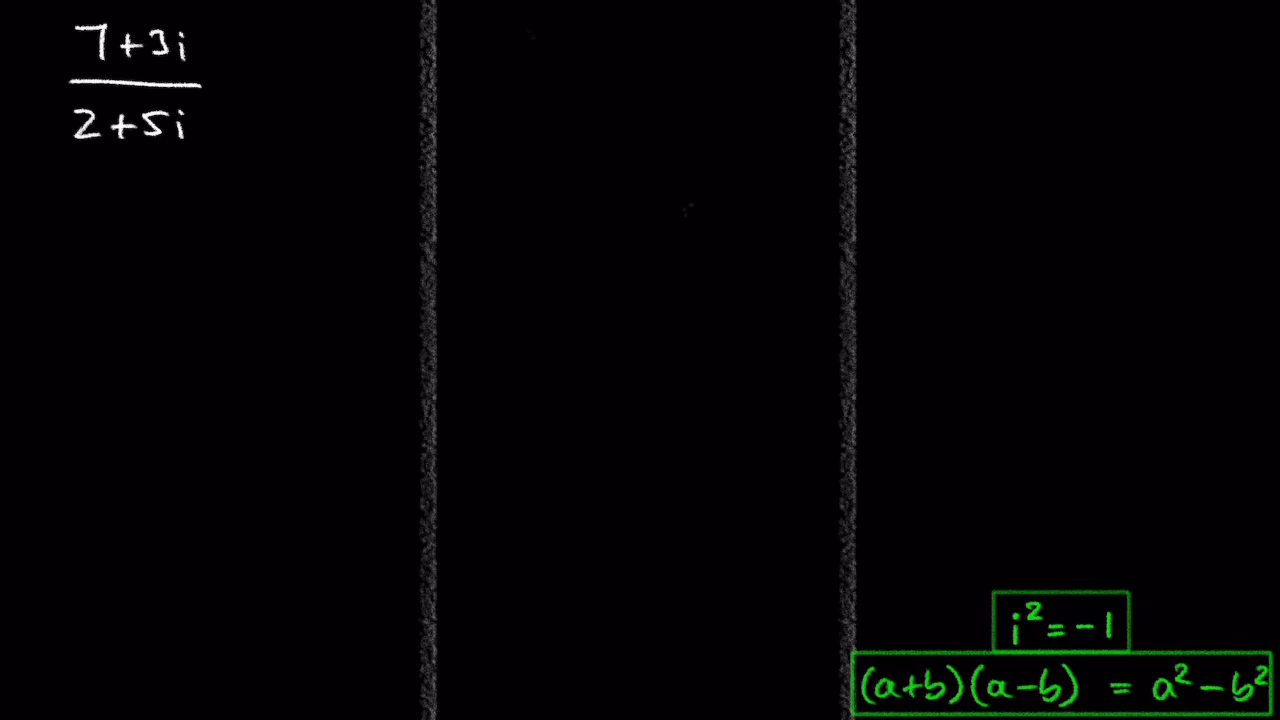 7+3i
2+5i
i² = -1
(a+b)(a-b) = a² - b²